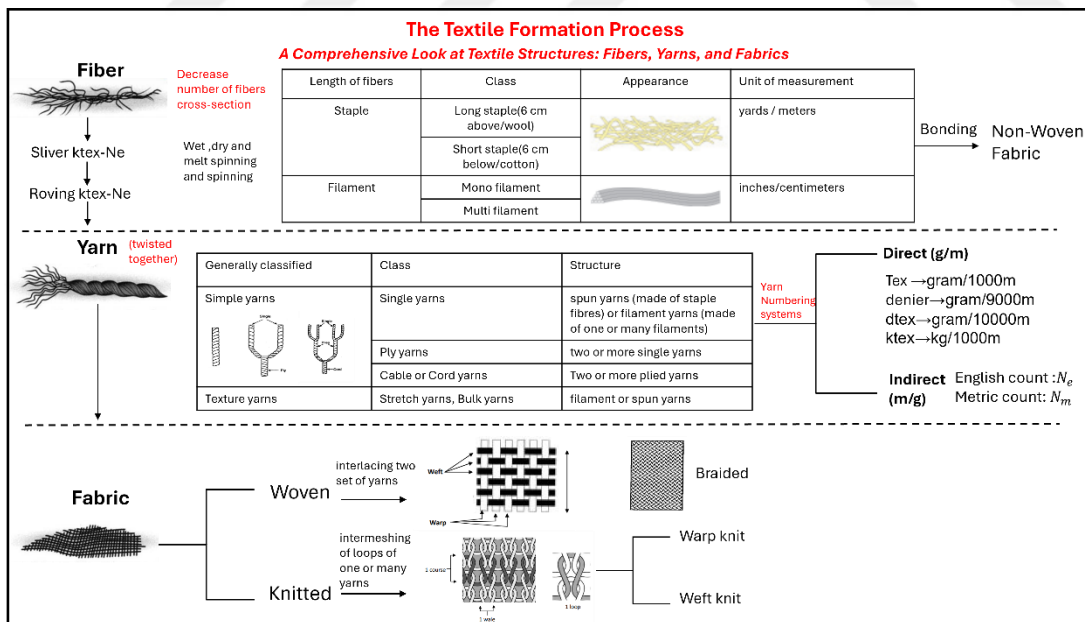 The Textile Formation Process
A Comprehensive Look at Textile Structures: Fibers, Yarns, and Fabrics
Fiber
Decrease
number of fibers
cross-section
Sliver ktex-Ne
Wet ,dry and
melt spinning
and spinning
Roving ktex-Ne
Length of fibers
Class
Appearance
Unit of measurement
Staple
Long staple(6 cm
above/wool)
yards / meters
Short staple(6 cm
below/cotton)
Filament
Mono filament
inches/centimeters
Multi filament
Bonding
Non-Woven
Fabric
Yarn
(twisted
together)
Generally classified
Class
Structure
Simple yarns
Single yarns
spun yarns (made of staple
fibres) or filament yarns (made
of one or many filaments)
Ply
Ply yarns
two or more single yarns
Cable or Cord yarns
Two or more plied yarns
Texture yarns
Stretch yarns, Bulk yarns
filament or spun yarns
Yarn
Numbering
systems
Direct (g/m)
Tex →gram/1000m
denier→gram/9000m
dtex→gram/10000m
ktex→kg/1000m
Indirect
(m/g)
English count :Nₑ
Metric count: Nₘ
Fabric
Woven
interlacing two
set of yarns
Weft
Warp
Braided
Knitted
intermeshing
of loops of
one or many
yarns
1 course
1 wale
1 loop
Warp knit
Weft knit